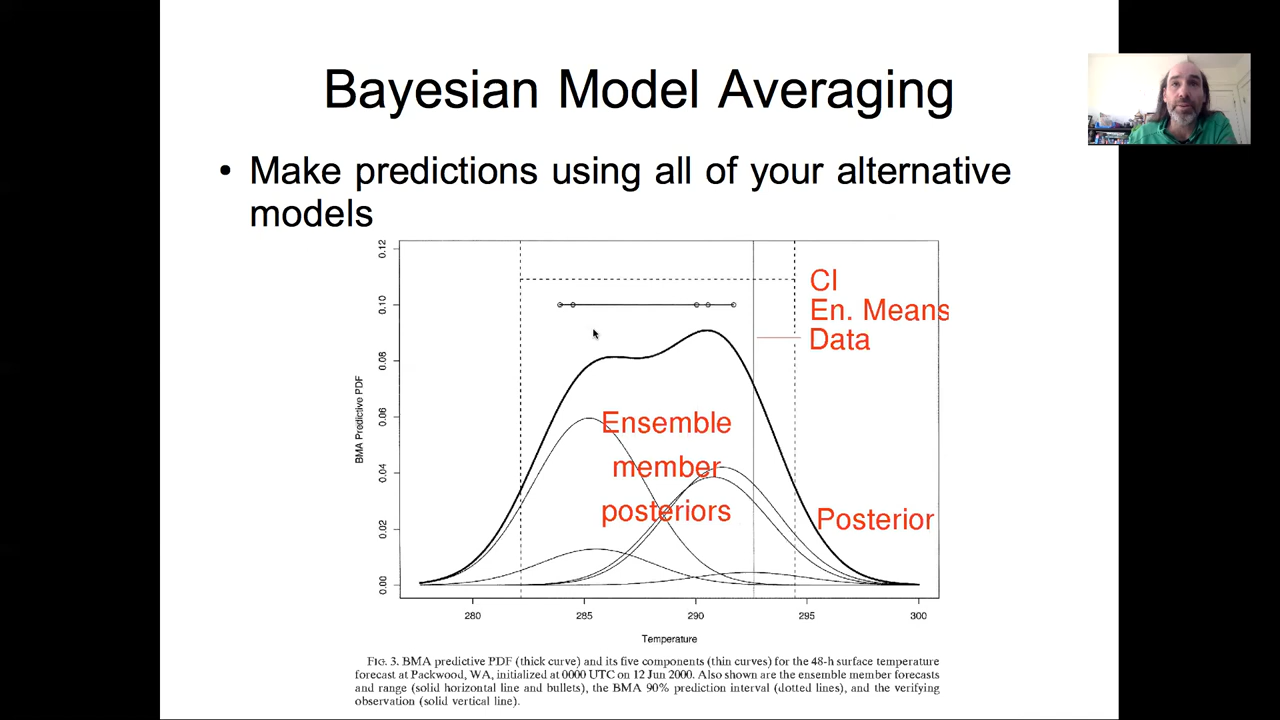 Bayesian Model Averaging
• Make predictions using all of your alternative
models
0.12
0.10
0.08
0.06
0.04
0.02
0.00
BMA Predictive PDF
CI
En. Means
Data
Ensemble
member
posteriors
Posterior
280 285 290 295 300
Temperature
FIG. 3. BMA predictive PDF (thick curve) and its five components (thin curves) for the 48-h surface temperature
forecast at Packwood, WA, initialized at 0000 UTC on 12 Jun 2000. Also shown are the ensemble member forecasts
and range (solid horizontal line and bullets), the BMA 90% prediction interval (dotted lines), and the verifying
observation (solid vertical line).